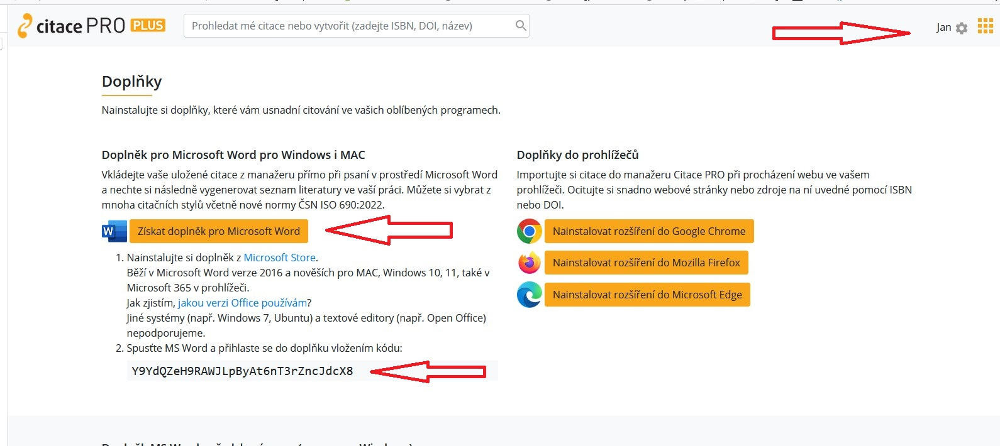 citace PRO PLUS
Prohledat mé citace nebo vytvořit (zadejte ISBN, DOI, název)
Jan
Doplňky
Nainstalujte si doplňky, které vám usnadní citování ve vašich oblíbených programech.
Doplněk pro Microsoft Word pro Windows i MAC
Vkládejte vaše uložené citace z manažeru přímo při psaní v prostředí Microsoft Word
a nechte si následně vygenerovat seznam literatury ve vaší práci. Můžete si vybrat z
mnoha citačních stylů včetně nové normy ČSN ISO 690:2022.
W
Získat doplněk pro Microsoft Word
1. Nainstalujte si doplněk z Microsoft Store.
Běží v Microsoft Word verze 2016 a novějších pro MAC, Windows 10, 11, také v
Microsoft 365 v prohlížeči.
Jak zjistím, jakou verzi Office používám?
Jiné systémy (např. Windows 7, Ubuntu) a textové editory (např. Open Office)
nepodporujeme.
2. Spusťte MS Word a přihlaste se do doplňku vložením kódu:
Y9YdQZeH9RAWJLpByAt6nT3rZncJdcX8
Doplňky do prohlížečů
Importujte si citace do manažeru Citace PRO při procházení webu ve vašem
prohlížeči. Ocitujte si snadno webové stránky nebo zdroje na ní uvedné pomocí ISBN
nebo DOI.
Nainstalovat rozšíření do Google Chrome
Nainstalovat rozšíření do Mozilla Firefox
Nainstalovat rozšíření do Microsoft Edge